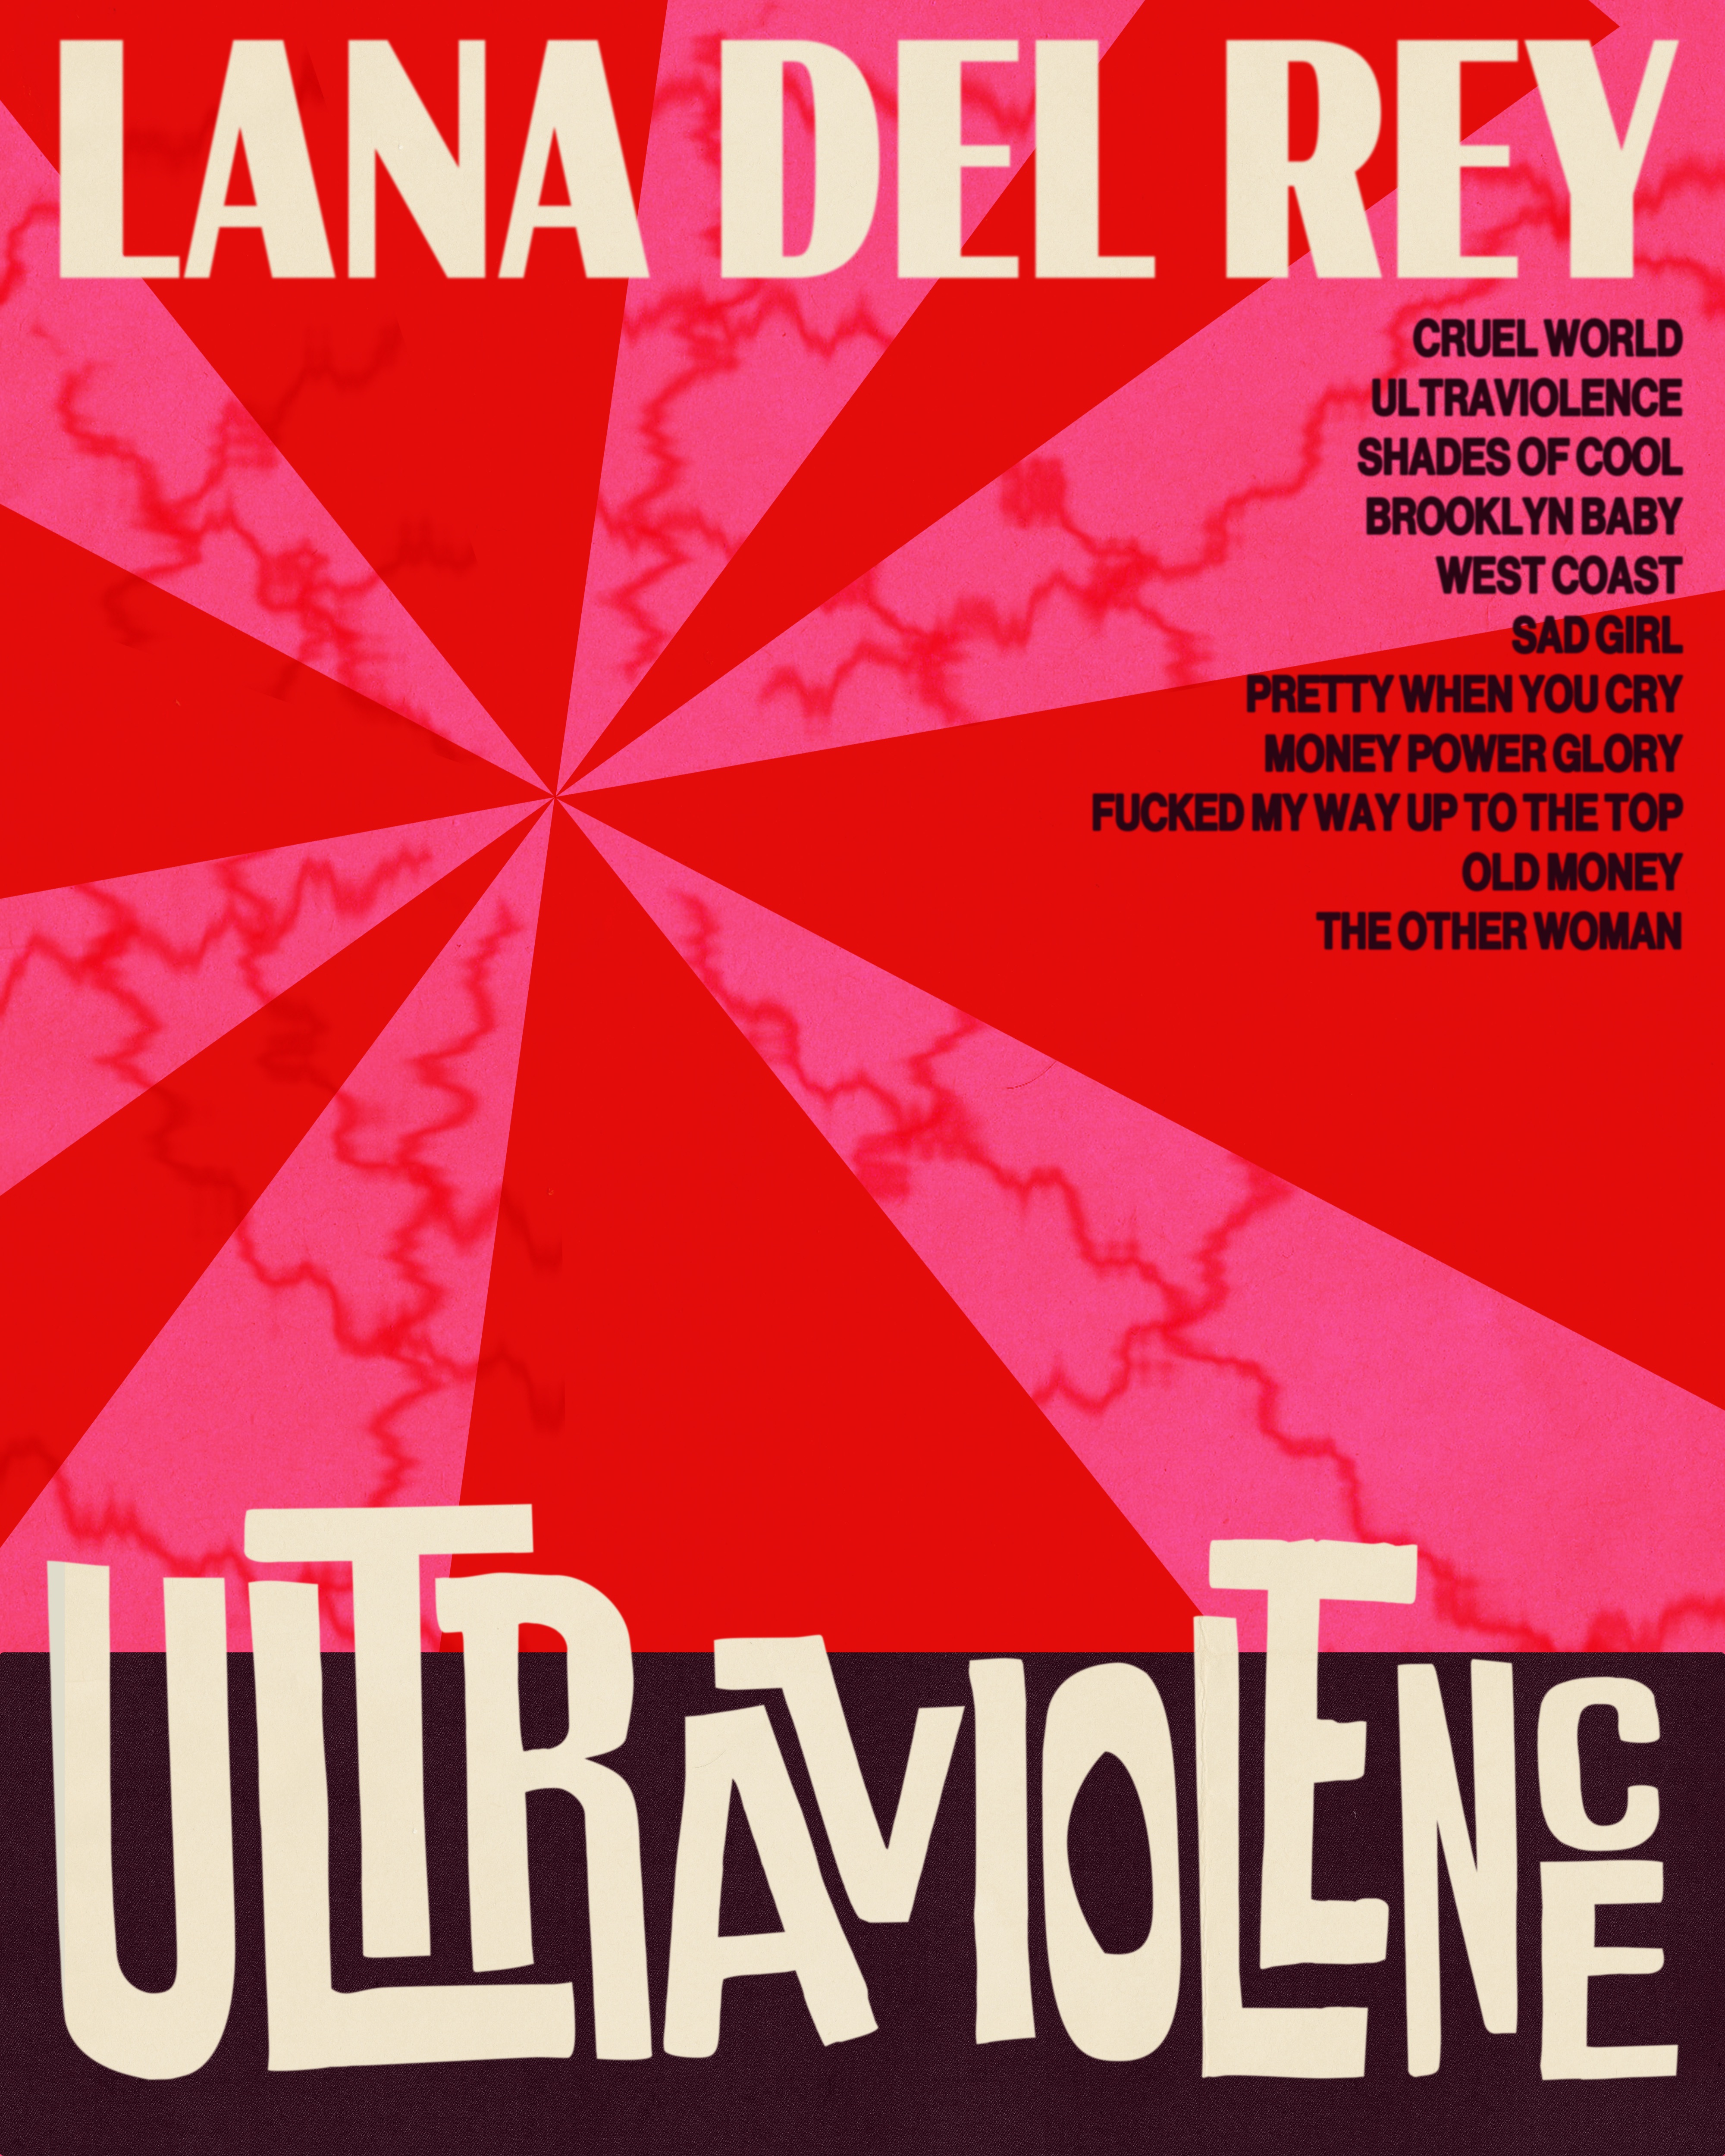 LANA DEL REY
CRUEL WORLD
ULTRAVIOLENCE
SHADES OF COOL
BROOKLYN BABY
WEST COAST
SAD GIRL
PRETTY WHEN YOU CRY
MONEY POWER GLORY
FUCKED MY WAY UP TO THE TOP
OLD MONEY
THE OTHER WOMAN
ULTRAVIOLENCE